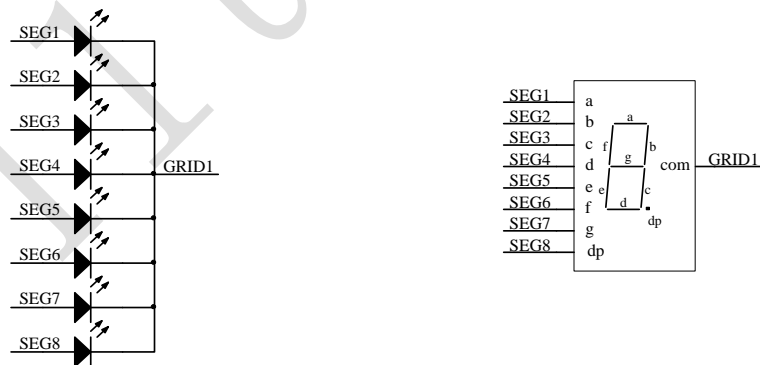 SEG1
SEG2
SEG3
SEG4
SEG5
SEG6
SEG7
SEG8
GRID1
SEG1
SEG2
SEG3
SEG4
SEG5
SEG6
SEG7
SEG8
a
b
c
d
e
f
g
dp
a
f
b
g
e
c
d
dp
com
GRID1